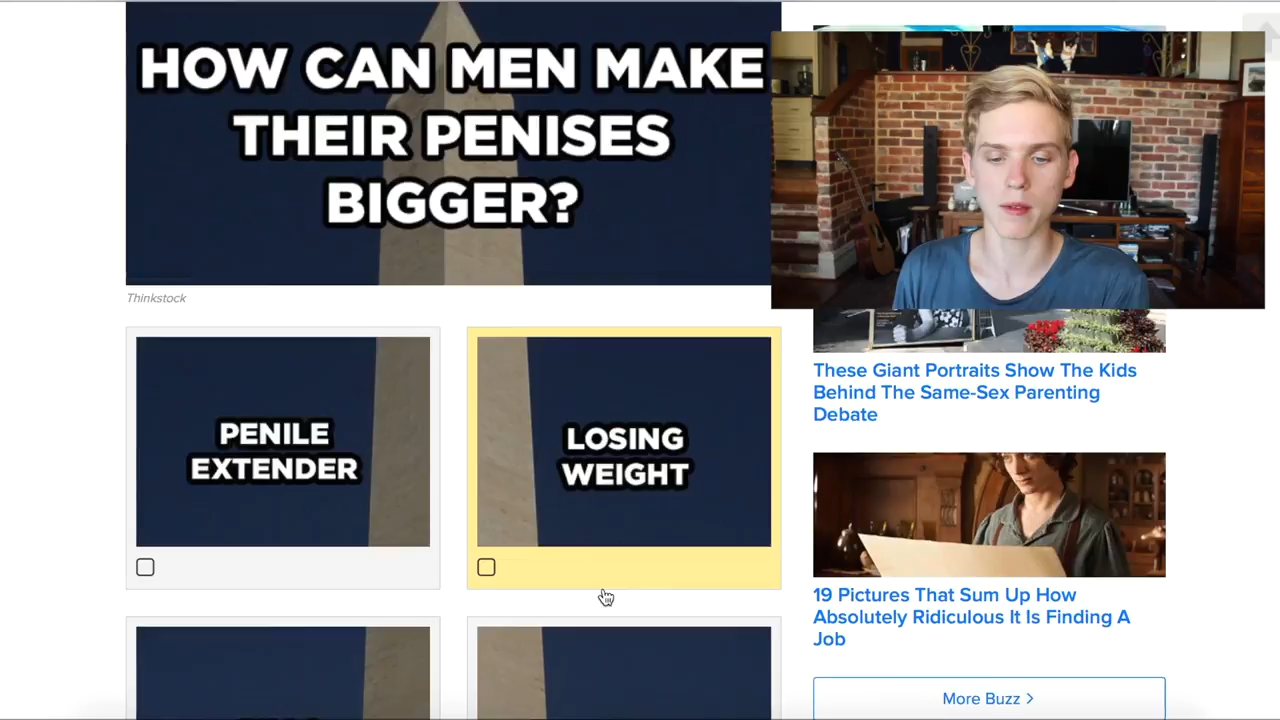 HOW CAN MEN MAKE
THEIR PENISES
BIGGER?
Thinkstock
PENILE
EXTENDER
LOSING
WEIGHT
These Giant Portraits Show The Kids
Behind The Same-Sex Parenting
Debate
19 Pictures That Sum Up How
Absolutely Ridiculous It Is Finding A
Job
More Buzz >